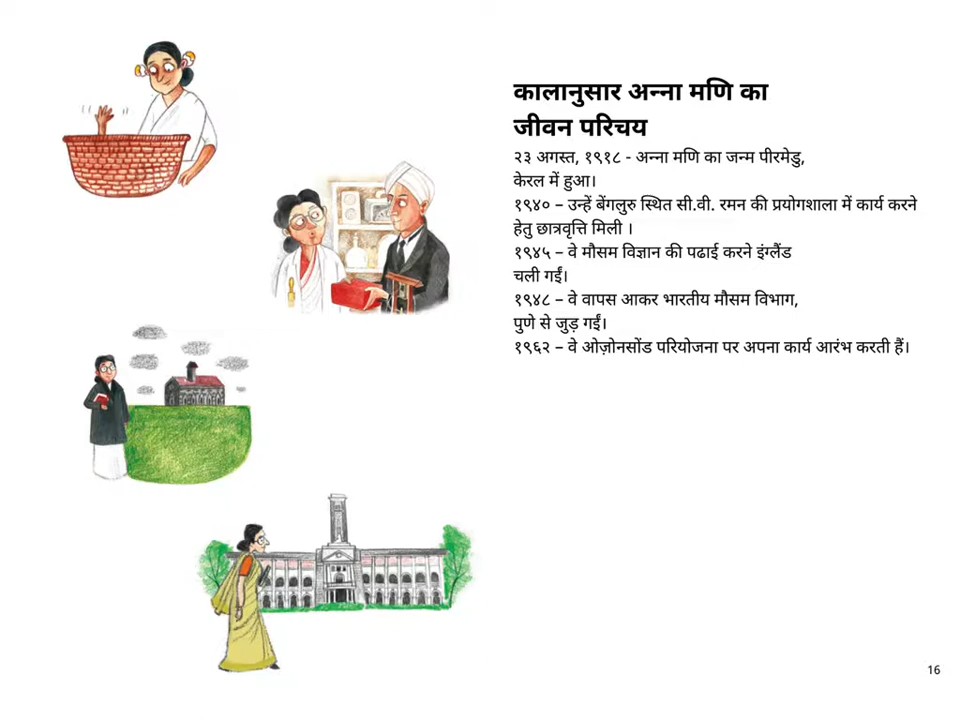 कालानुसार अन्ना मणि का
जीवन परिचय
२३ अगस्त, १९१८ - अन्ना मणि का जन्म पीरमेडु,
केरल में हुआ।
१९४० – उन्हें बेंगलुरु स्थित सी.वी. रमन की प्रयोगशाला में कार्य करने
हेतु छात्रवृत्ति मिली ।
१९४५ – वे मौसम विज्ञान की पढाई करने इंग्लैंड
चली गईं।
१९४८ – वे वापस आकर भारतीय मौसम विभाग,
पुणे से जुड़ गईं।
१९६२ – वे ओज़ोनसोंड परियोजना पर अपना कार्य आरंभ करती हैं।
16